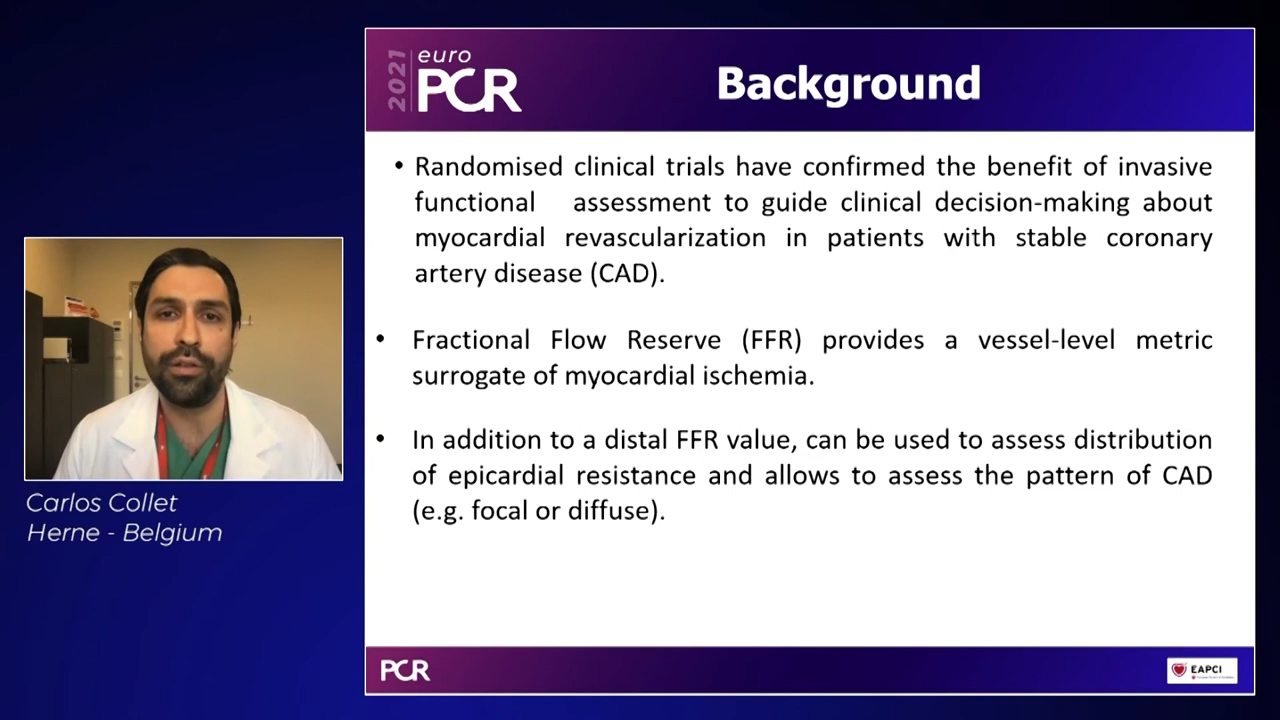 2021
euro
PCR
Background
• Randomised clinical trials have confirmed the benefit of invasive
functional assessment to guide clinical decision-making about
myocardial revascularization in patients with stable coronary
artery disease (CAD).
• Fractional Flow Reserve (FFR) provides a vessel-level metric
surrogate of myocardial ischemia.
• In addition to a distal FFR value, can be used to assess distribution
of epicardial resistance and allows to assess the pattern of CAD
(e.g. focal or diffuse).
Carlos Collet
Herne - Belgium
PCR
EAPCI